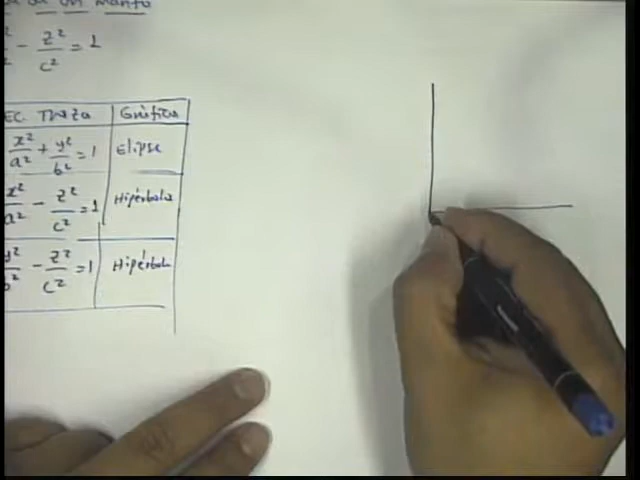 de un Manto
- z²/c² = 1
EC. Traza Gráfica
x²/a² + y²/b² = 1 Elipse
x²/a² - z²/c² = 1 Hipérbola
y²/b² - z²/c² = 1 Hipérbola